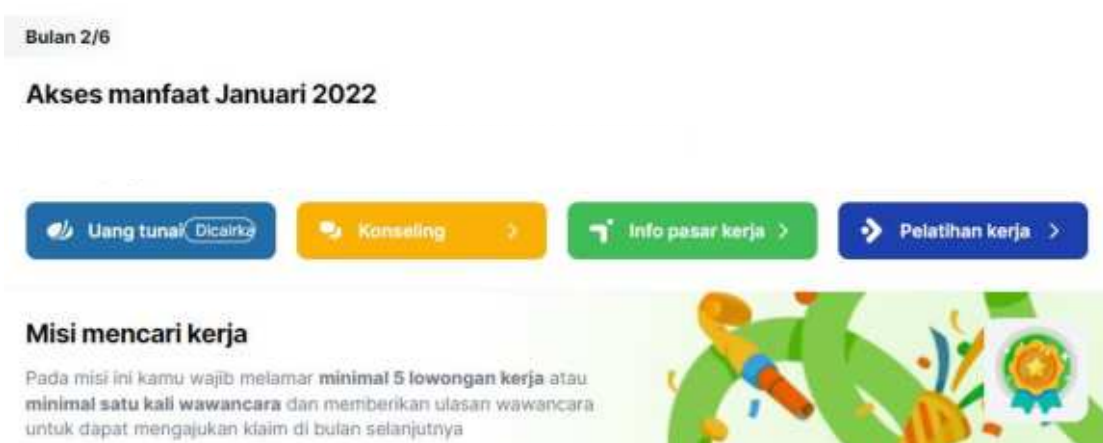 Bulan 2/6
Akses manfaat Januari 2022
Uang tunai Dicairka
Konseling
Info pasar kerja
Pelatihan kerja
Misi mencari kerja
Pada misi ini kamu wajib melamar minimal 5 lowongan kerja atau
minimal satu kali wawancara dan memberikan ulasan wawancara
untuk dapat mengajukan klaim di bulan selanjutnya